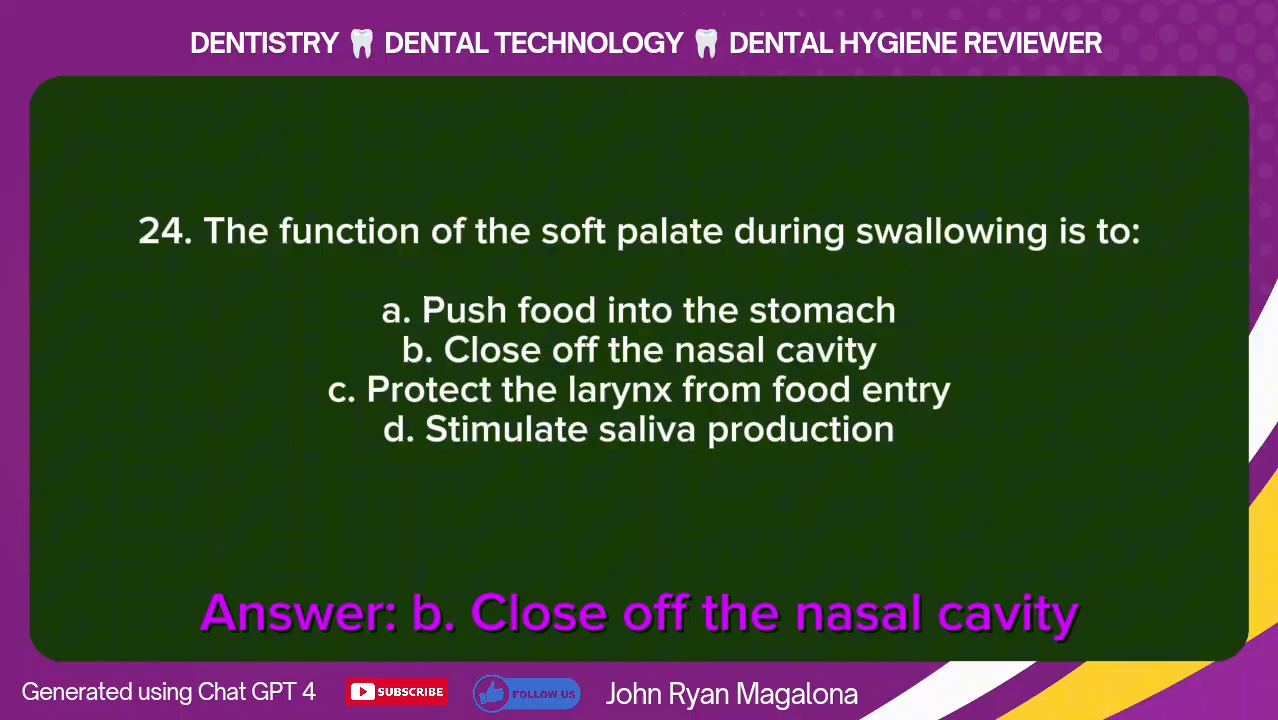 DENTISTRY 🦷 DENTAL TECHNOLOGY 🦷 DENTAL HYGIENE REVIEWER
24. The function of the soft palate during swallowing is to:
a. Push food into the stomach
b. Close off the nasal cavity
c. Protect the larynx from food entry
d. Stimulate saliva production
Answer: b. Close off the nasal cavity
Generated using Chat GPT 4 SUBSCRIBE FOLLOW US John Ryan Magalona